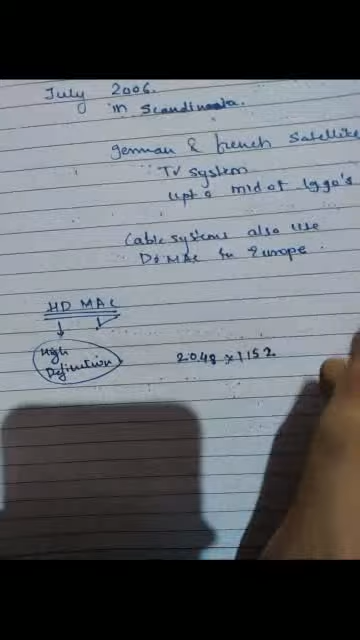 July 2006.
in Scandinavia.
german & french Satellite
TV system
upto mid of 1990's
Cable systems also use
D2 MAC in Europe.
HD MAC
High
Definition
2048 x 1152